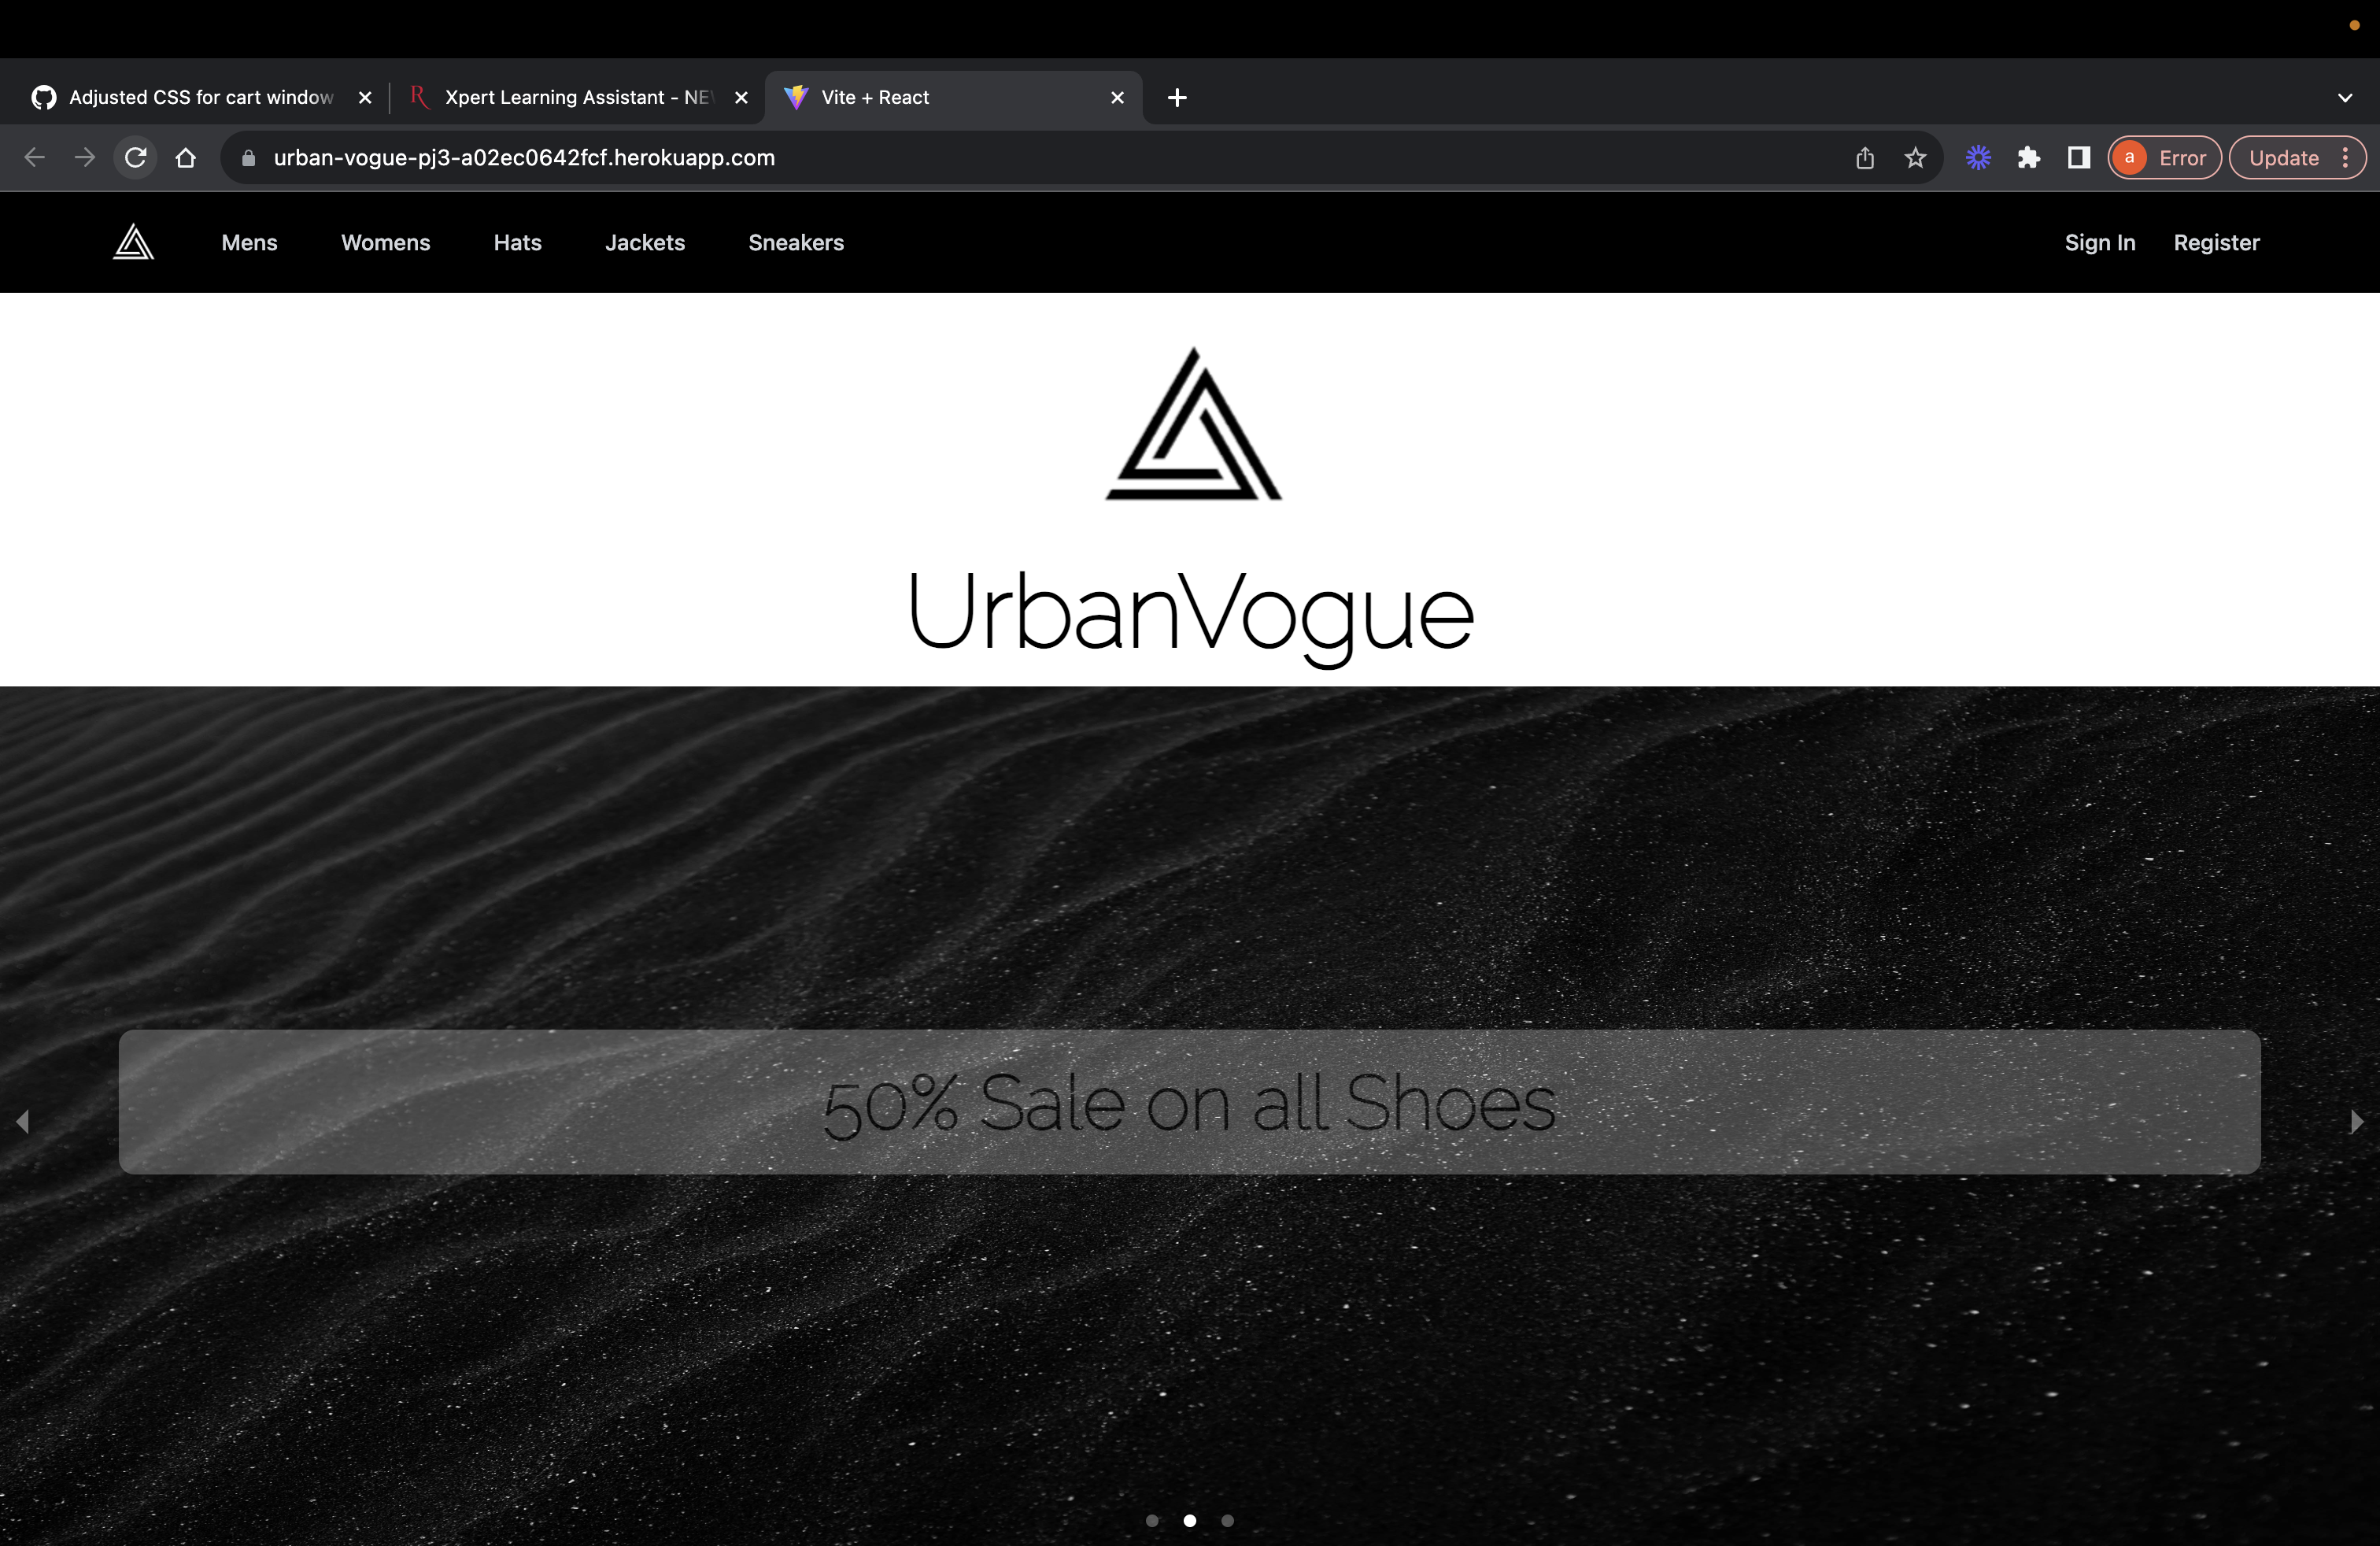 Adjusted CSS for cart window
Xpert Learning Assistant - NE
Vite + React
urban-vogue-pj3-a02ec0642fcf.herokuapp.com
a
Error
Update
Mens
Womens
Hats
Jackets
Sneakers
Sign In
Register
UrbanVogue
50% Sale on all Shoes